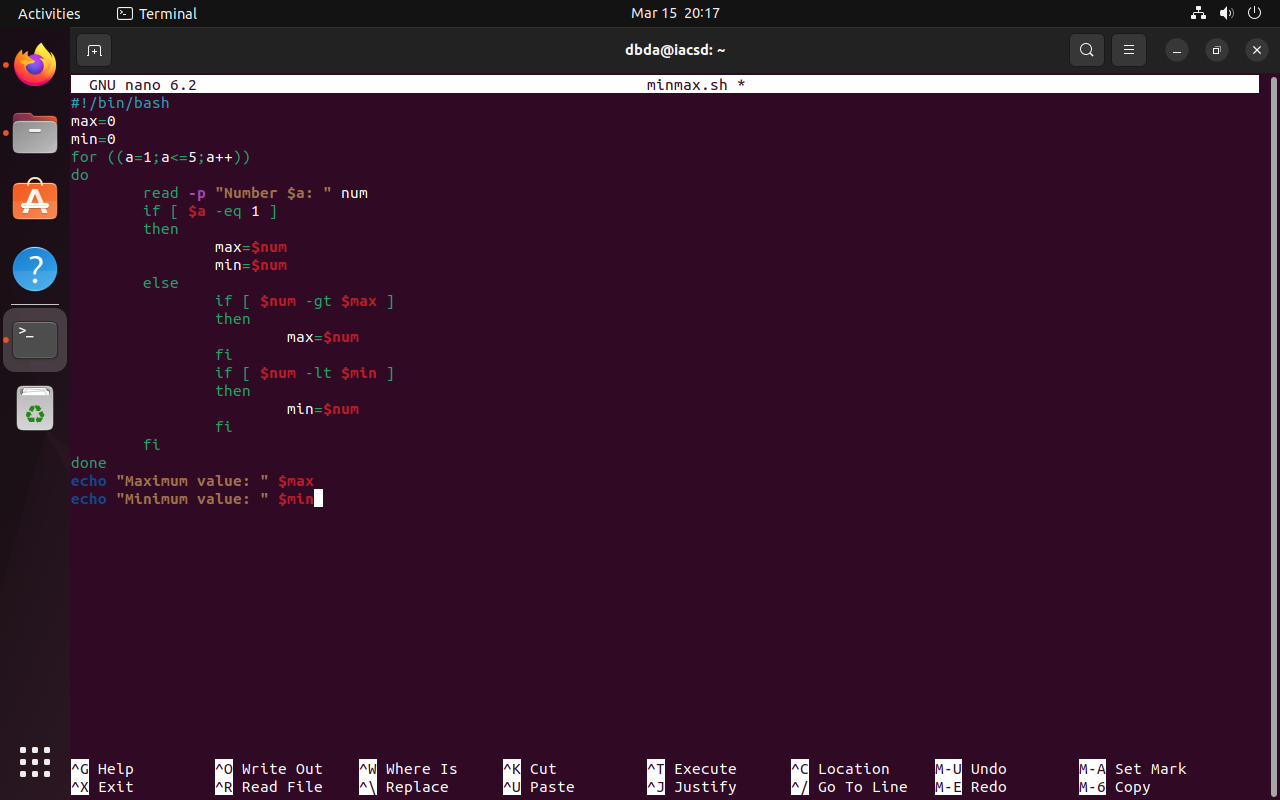 Activities Terminal Mar 15 20:17
dbda@iacsd: ~
GNU nano 6.2 minmax.sh *
#!/bin/bash
max=0
min=0
for ((a=1;a<=5;a++))
do
        read -p "Number $a: " num
        if [ $a -eq 1 ]
        then
                max=$num
                min=$num
        else
                if [ $num -gt $max ]
                then
                        max=$num
                fi
                if [ $num -lt $min ]
                then
                        min=$num
                fi
        fi
done
echo "Maximum value: " $max
echo "Minimum value: " $min
^G Help ^O Write Out ^W Where Is ^K Cut ^T Execute ^C Location M-U Undo M-A Set Mark
^X Exit ^R Read File ^\ Replace ^U Paste ^J Justify ^/ Go To Line M-E Redo M-6 Copy